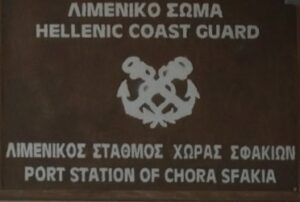 ΛΙΜΕΝΙΚΟ ΣΩΜΑ
HELLENIC COAST GUARD
ΛΙΜΕΝΙΚΟΣ ΣΤΑΘΜΟΣ ΧΩΡΑΣ ΣΦΑΚΙΩΝ
PORT STATION OF CHORA SFAKIA